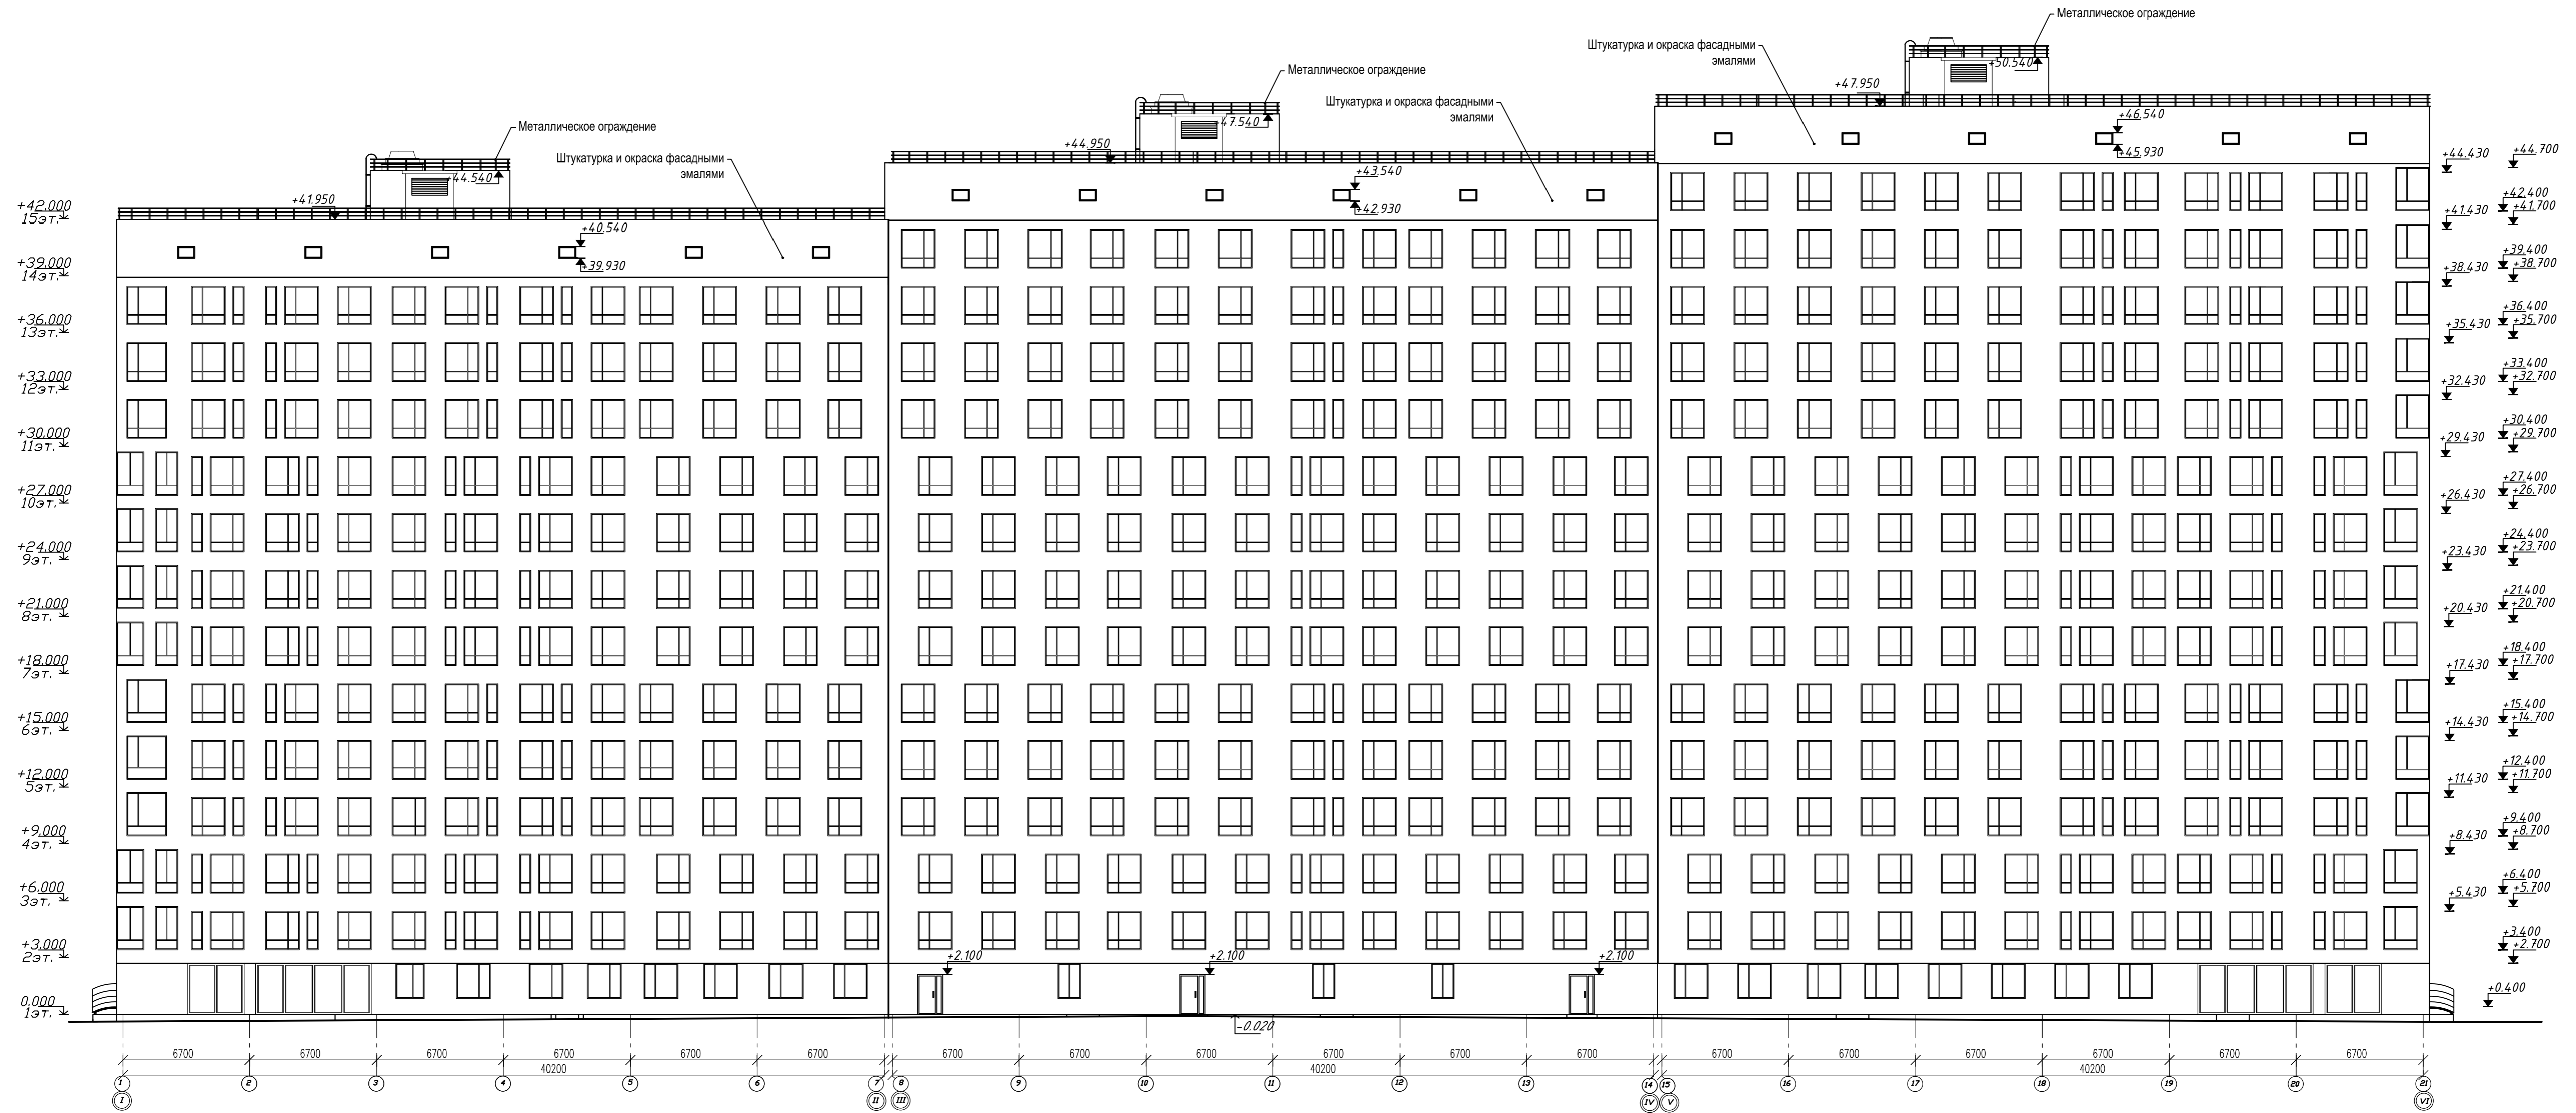 Металлическое ограждение
Штукатурка и окраска фасадными
эмалями
+50.540
+47.950
Металлическое ограждение
Штукатурка и окраска фасадными
эмалями
+47.540
+46.540
+45.930
+44.950
Металлическое ограждение
Штукатурка и окраска фасадными
эмалями
+44.540
+43.540
+42.930
+41.950
+40.540
+39.930
+42.000
15эт.
+39.000
14эт.
+36.000
13эт.
+33.000
12эт.
+30.000
11эт.
+27.000
10эт.
+24.000
9эт.
+21.000
8эт.
+18.000
7эт.
+15.000
6эт.
+12.000
5эт.
+9.000
4эт.
+6.000
3эт.
+3.000
2эт.
0.000
1эт.
+44.430 +44.700
+42.400
+41.430 +41.700
+39.400
+38.430 +38.700
+36.400
+35.430 +35.700
+33.400
+32.430 +32.700
+30.400
+29.430 +29.700
+27.400
+26.430 +26.700
+24.400
+23.430 +23.700
+21.400
+20.430 +20.700
+18.400
+17.430 +17.700
+15.400
+14.430 +14.700
+12.400
+11.430 +11.700
+9.400
+8.430 +8.700
+6.400
+5.430 +5.700
+3.400
+2.700
+0.400
+2.100 +2.100 +2.100
-0.020
6700 6700 6700 6700 6700 6700 6700 6700 6700 6700 6700 6700 6700 6700 6700 6700 6700 6700
40200 40200 40200
1 2 3 4 5 6 7 8 9 10 11 12 13 14 15 16 17 18 19 20 21
I II III IV V VI